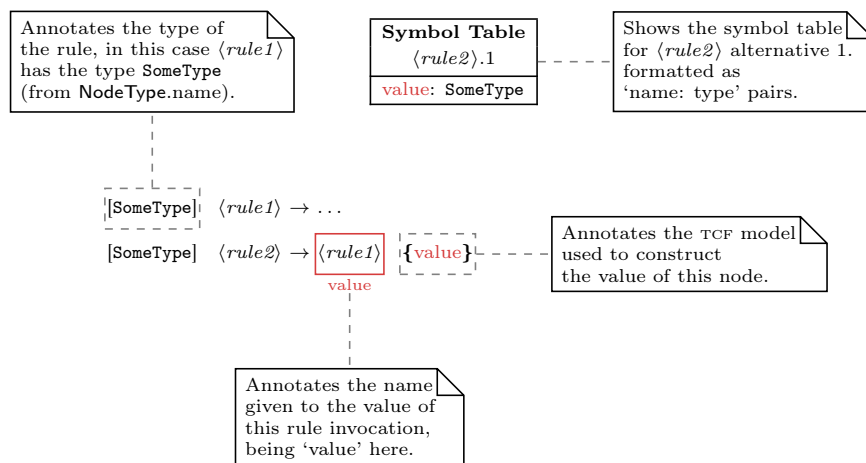 Annotates the type of
the rule, in this case ⟨rule1⟩
has the type SomeType
(from NodeType.name).
Symbol Table
⟨rule2⟩.1
value: SomeType
Shows the symbol table
for ⟨rule2⟩ alternative 1.
formatted as
‘name: type’ pairs.
[SomeType] ⟨rule1⟩ → ...
[SomeType] ⟨rule2⟩ → ⟨rule1⟩ {value}
value
Annotates the TCF model
used to construct
the value of this node.
Annotates the name
given to the value of
this rule invocation,
being ‘value’ here.